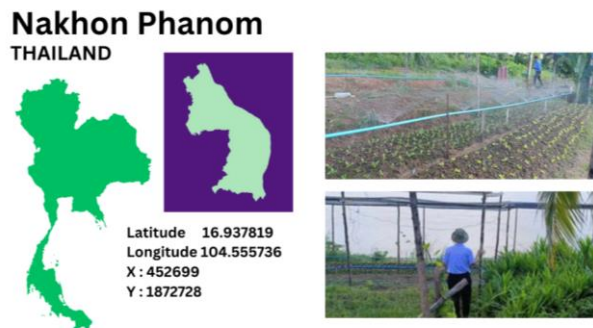 Nakhon Phanom
THAILAND
Latitude 16.937819
Longitude 104.555736
X : 452699
Y : 1872728